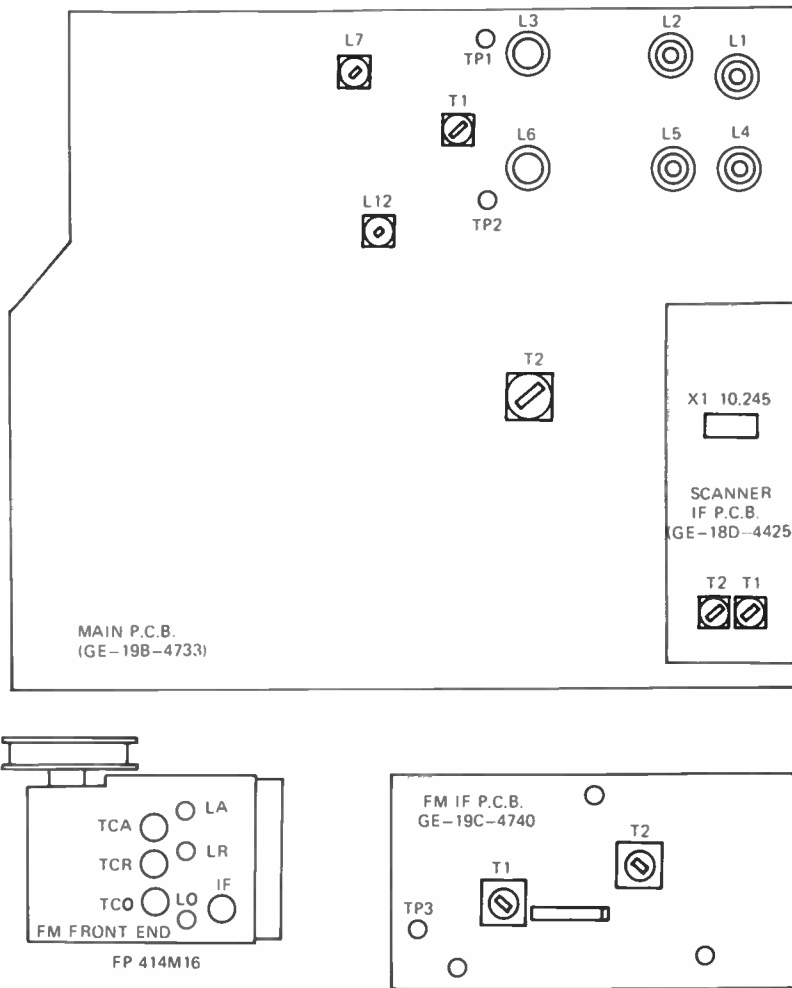 L3
L2
L7
L1
TP1
T1
L6
L5
L4
L12
TP2
T2
X1 10.245
SCANNER
IF P.C.B.
(GE-18D-4425
T2 T1
MAIN P.C.B.
(GE-19B-4733)
LA
TCA
LR
TCR
IF
TCO
LO
FM FRONT END
FP 414M16
FM IF P.C.B.
GE-19C-4740
T2
T1
TP3